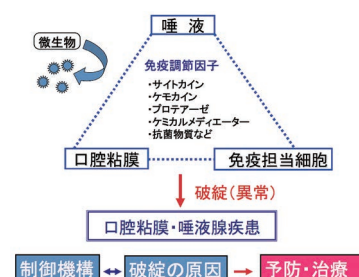 唾 液
微生物
免疫調節因子
・サイトカイン
・ケモカイン
・プロテアーゼ
・ケミカルメディエーター
・抗菌物質など
口腔粘膜
免疫担当細胞
破綻(異常)
口腔粘膜・唾液腺疾患
制御機構
破綻の原因
予防・治療